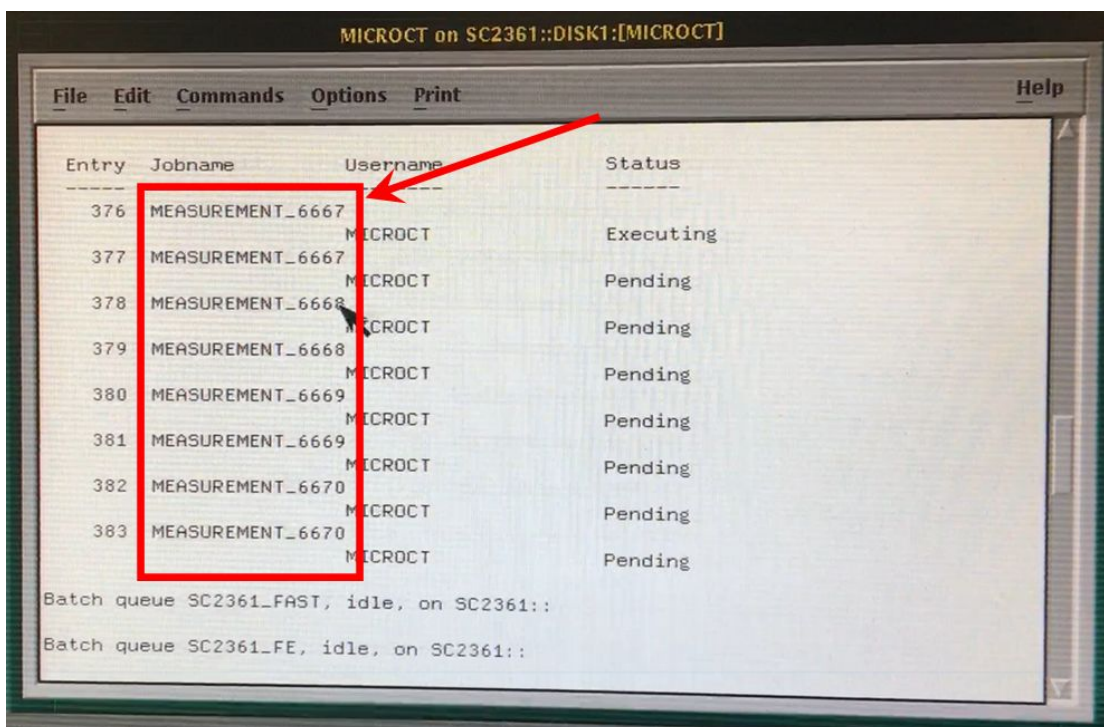 MICROCT on SC2361::DISK1:[MICROCT]
File Edit Commands Options Print Help
Entry Jobname Username Status
----- ------- -------- ------
376 MEASUREMENT_6667
MICROCT Executing
377 MEASUREMENT_6667
MICROCT Pending
378 MEASUREMENT_6668
MICROCT Pending
379 MEASUREMENT_6668
MICROCT Pending
380 MEASUREMENT_6669
MICROCT Pending
381 MEASUREMENT_6669
MICROCT Pending
382 MEASUREMENT_6670
MICROCT Pending
383 MEASUREMENT_6670
MICROCT Pending
Batch queue SC2361_FAST, idle, on SC2361::
Batch queue SC2361_FE, idle, on SC2361::